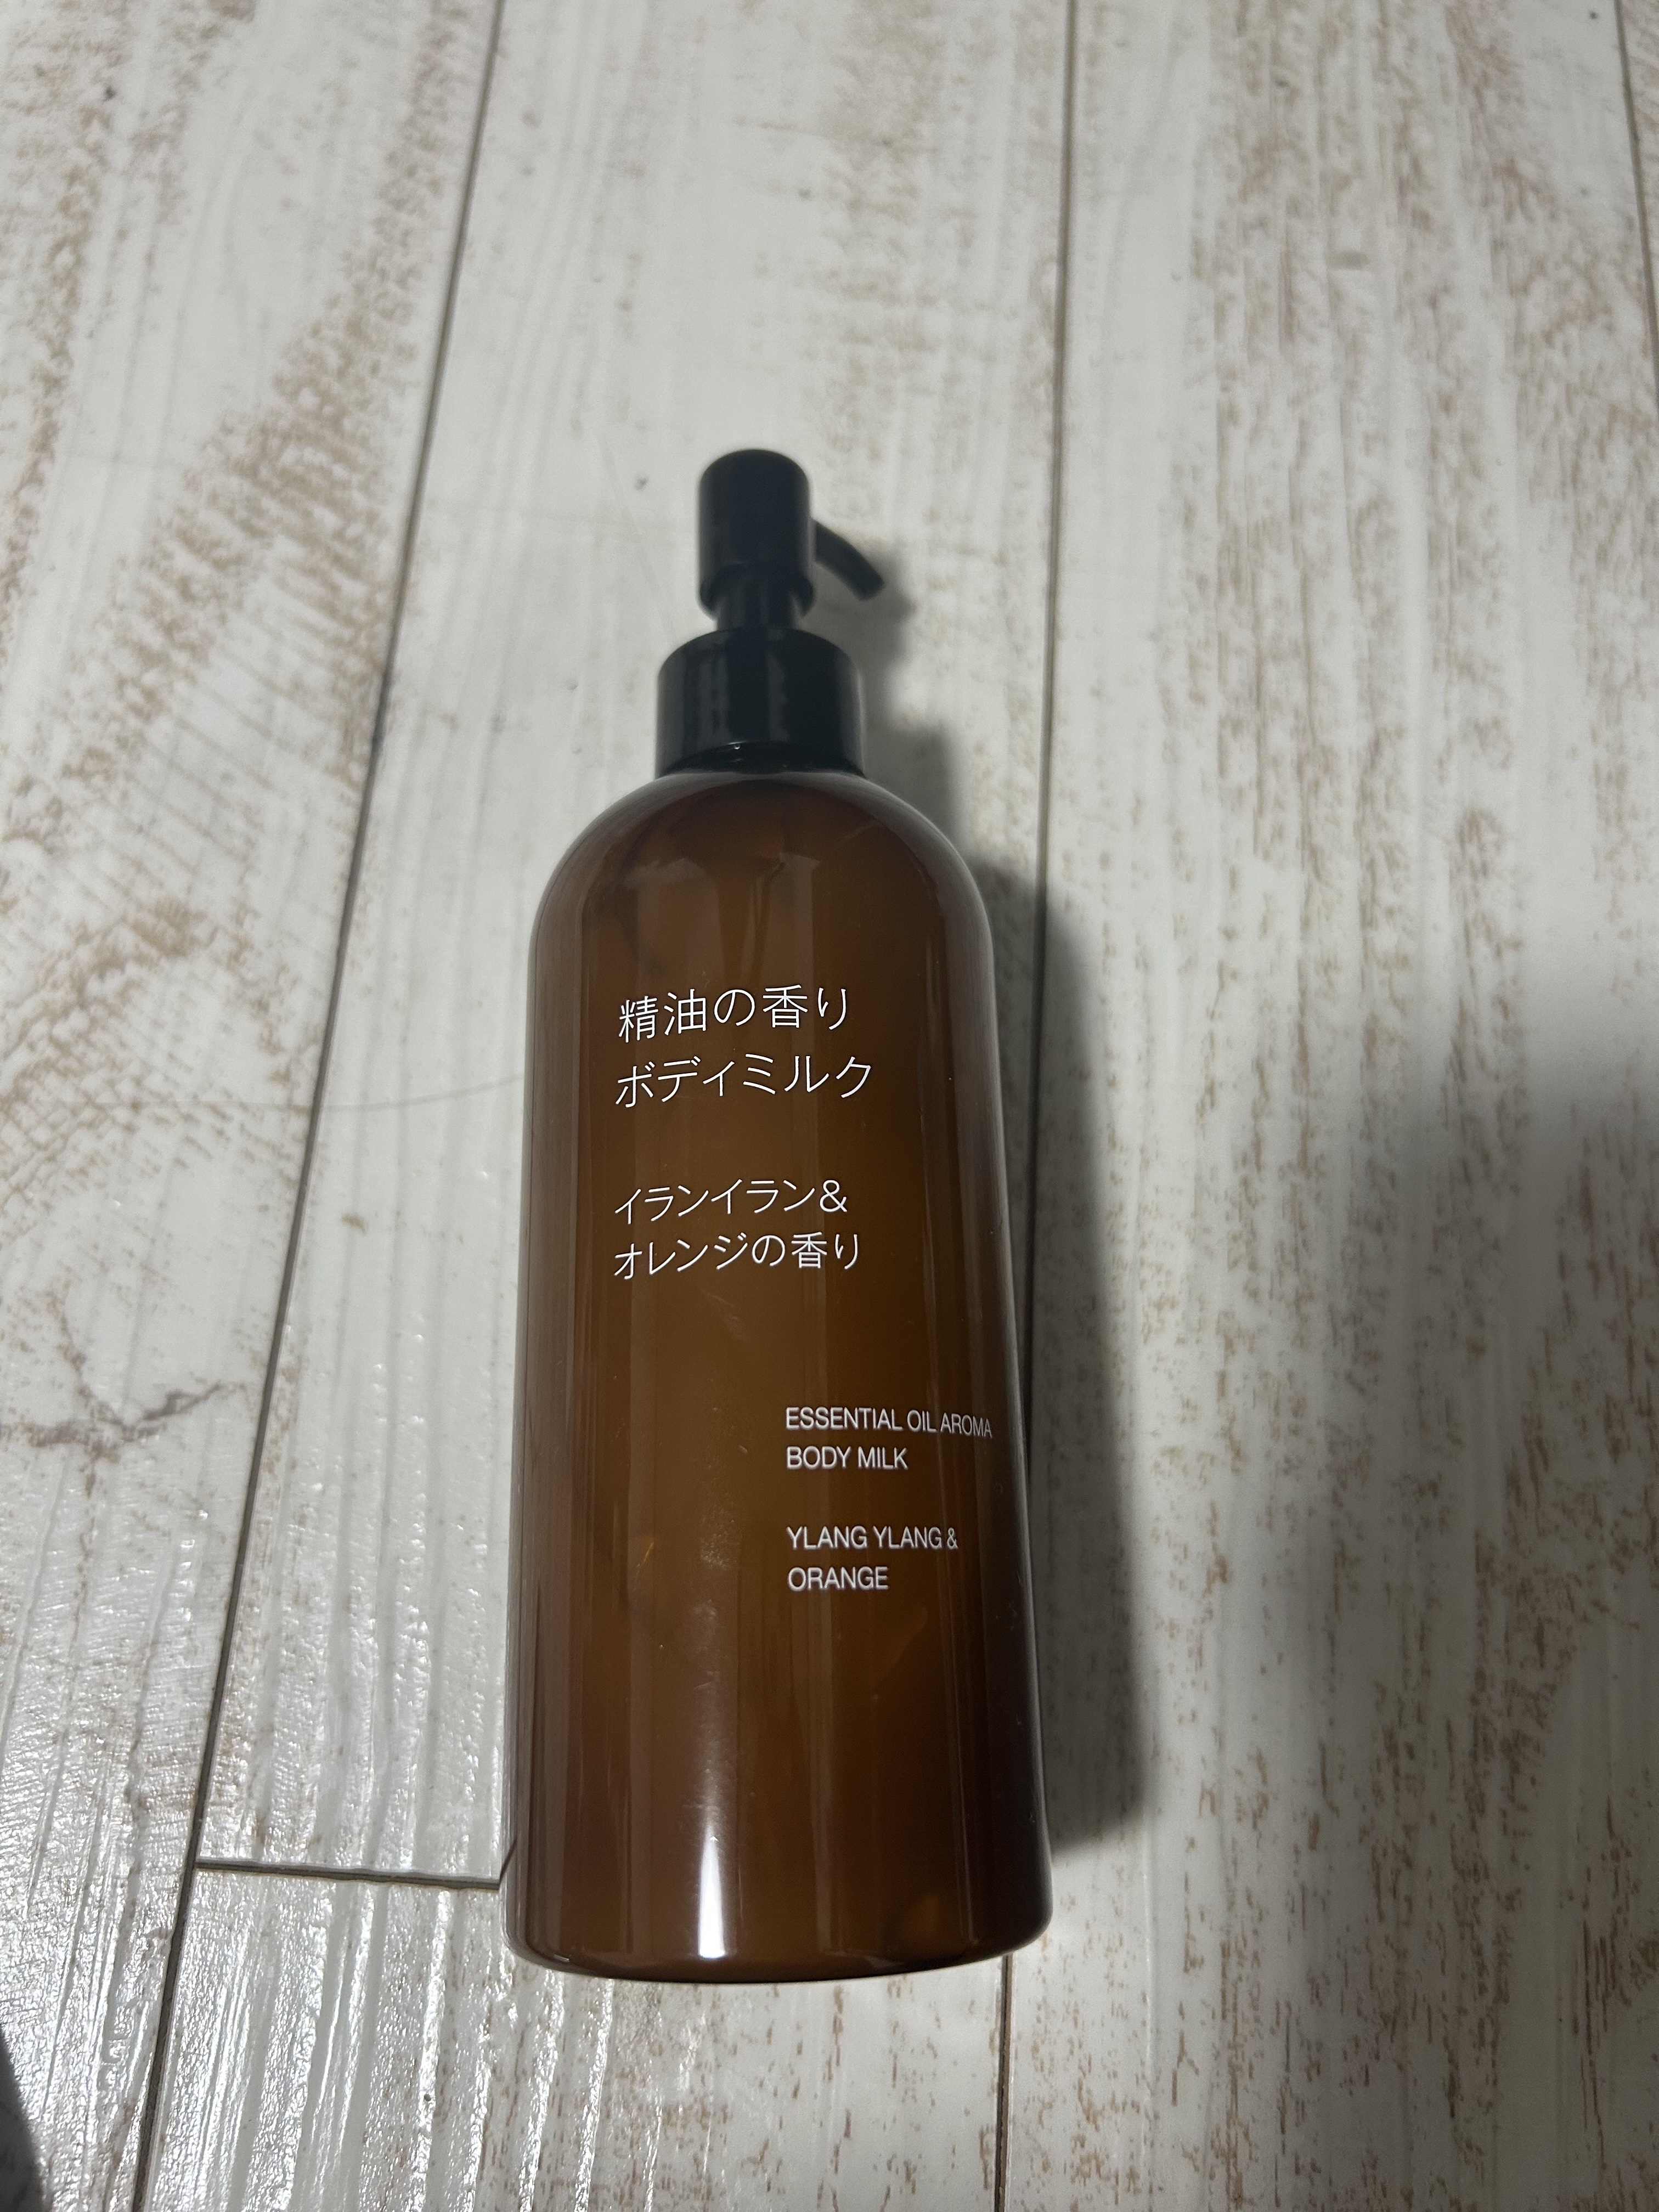 精油の香り
ボディミルク
イランイラン&
オレンジの香り
ESSENTIAL OIL AROMA
BODY MILK
YLANG YLANG &
ORANGE